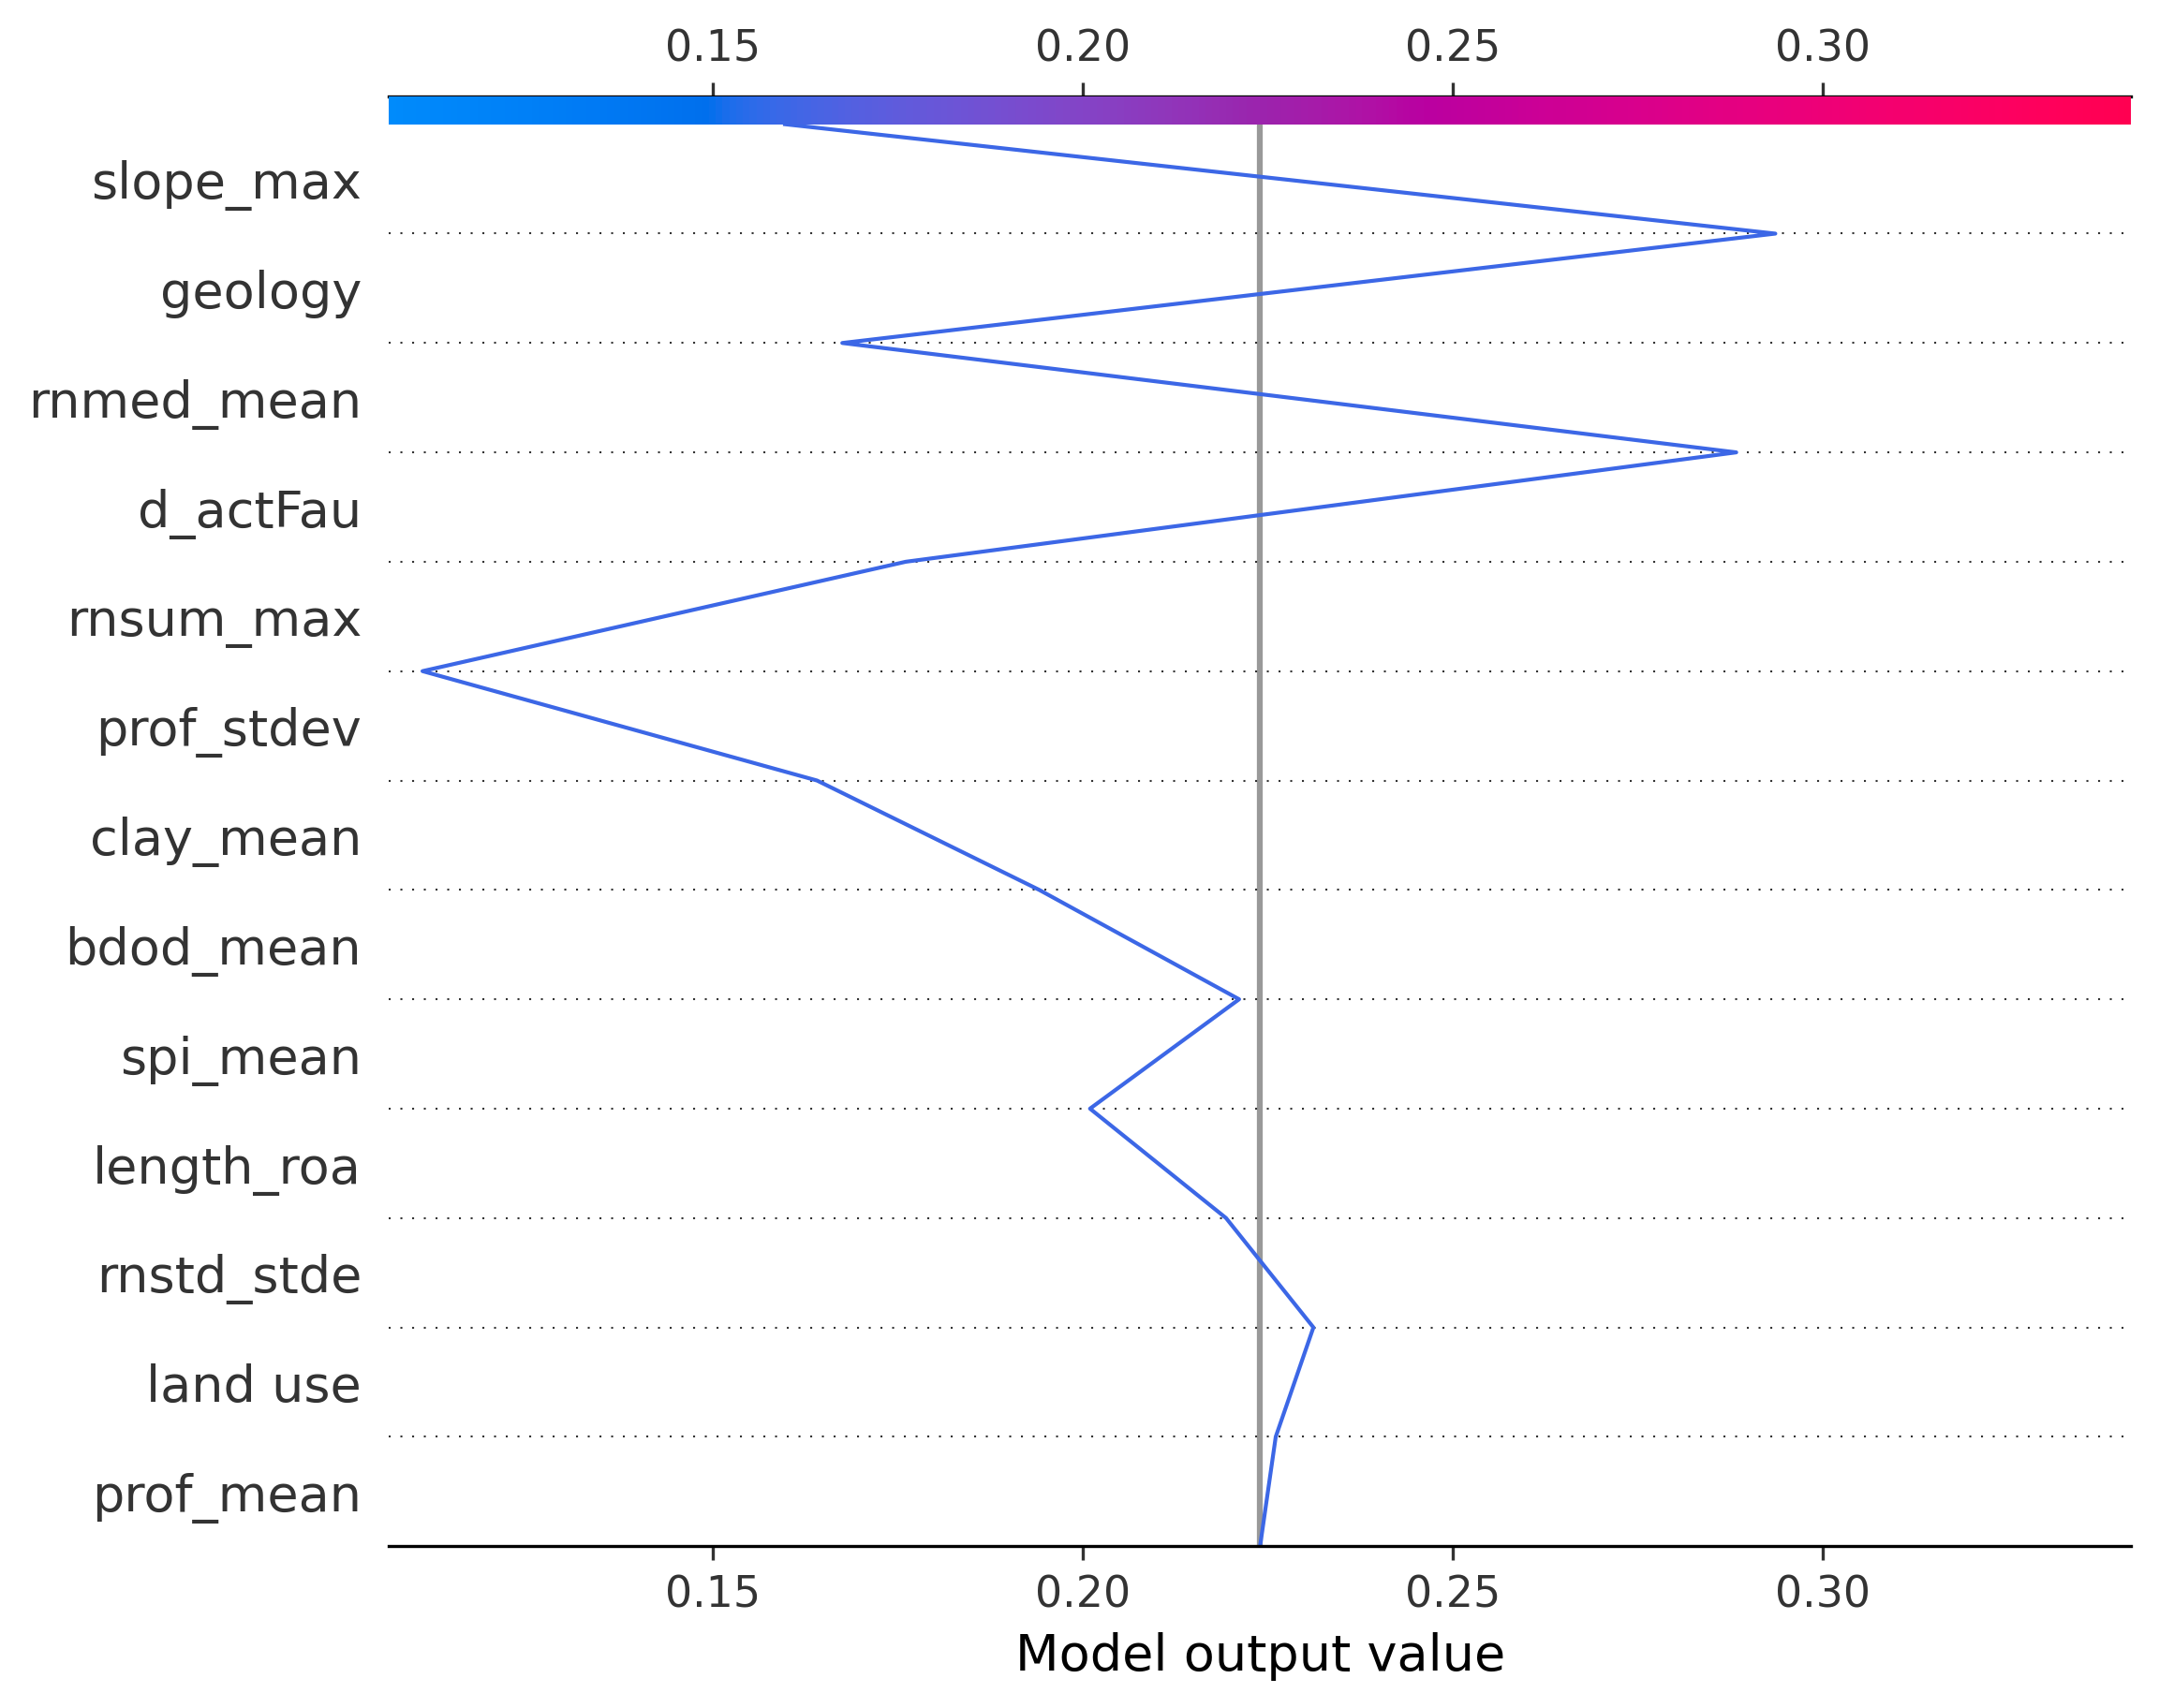 0.15 0.20 0.25 0.30
slope_max
geology
rnmed_mean
d_actFau
rnsum_max
prof_stdev
clay_mean
bdod_mean
spi_mean
length_roa
rnstd_stde
land use
prof_mean
0.15 0.20 0.25 0.30
Model output value